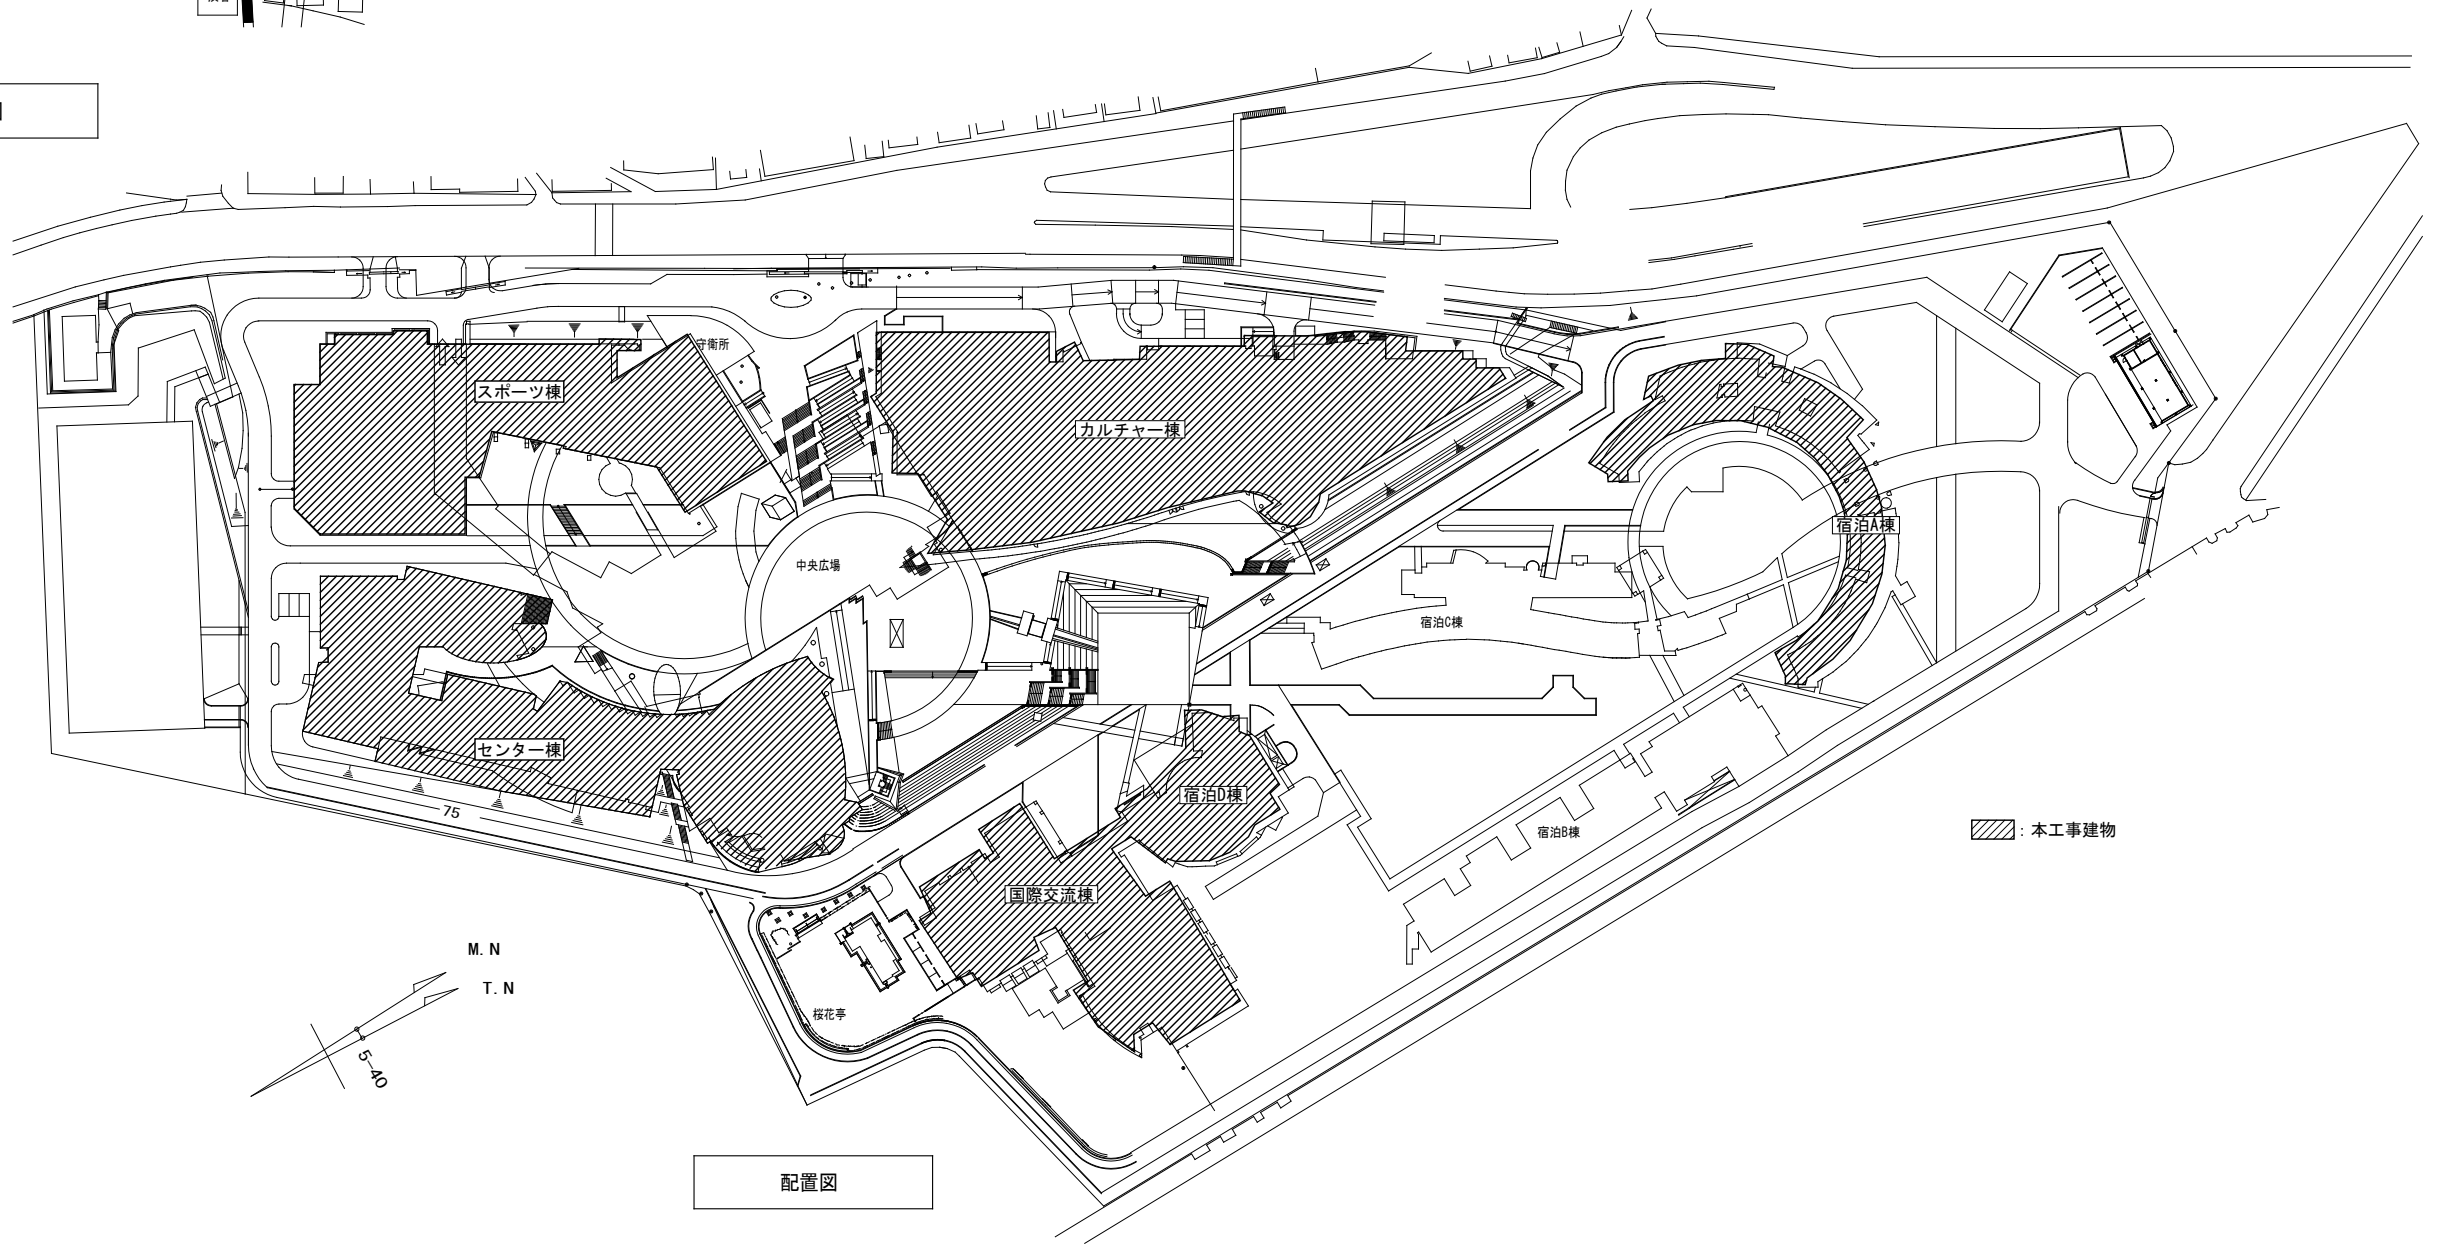 守衛所
スポーツ棟
カルチャー棟
宿泊A棟
中央広場
宿泊C棟
センター棟
宿泊D棟
75
宿泊B棟
：本工事建物
国際交流棟
M.N
T.N
桜花亭
5-40
配置図